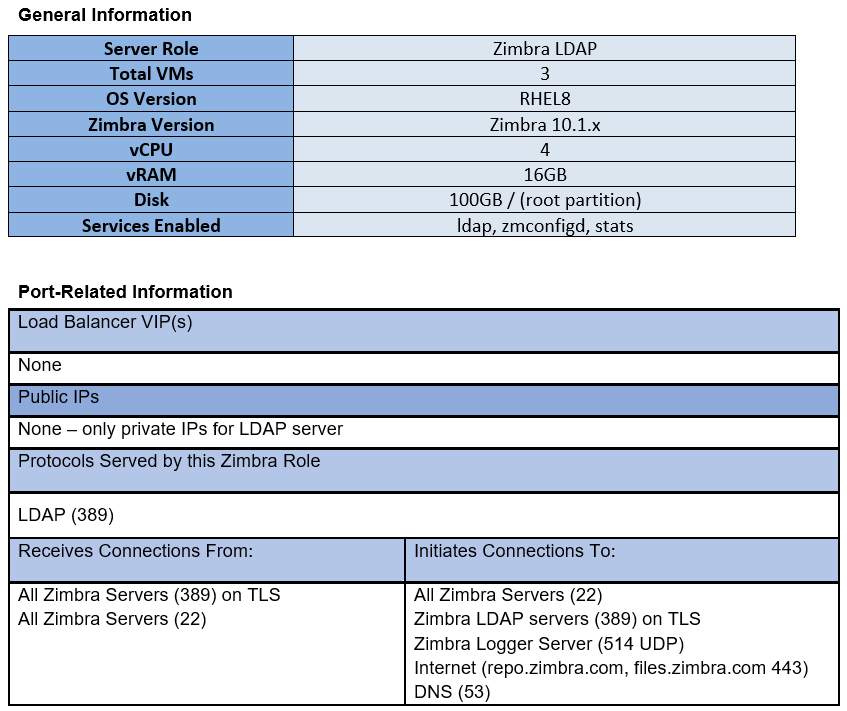 General Information
Server Role Zimbra LDAP
Total VMs 3
OS Version RHEL8
Zimbra Version Zimbra 10.1.x
vCPU 4
vRAM 16GB
Disk 100GB / (root partition)
Services Enabled ldap, zmconfigd, stats
Port-Related Information
Load Balancer VIP(s)
None
Public IPs
None – only private IPs for LDAP server
Protocols Served by this Zimbra Role
LDAP (389)
Receives Connections From:
All Zimbra Servers (389) on TLS
All Zimbra Servers (22)
Initiates Connections To:
All Zimbra Servers (22)
Zimbra LDAP servers (389) on TLS
Zimbra Logger Server (514 UDP)
Internet (repo.zimbra.com, files.zimbra.com 443)
DNS (53)